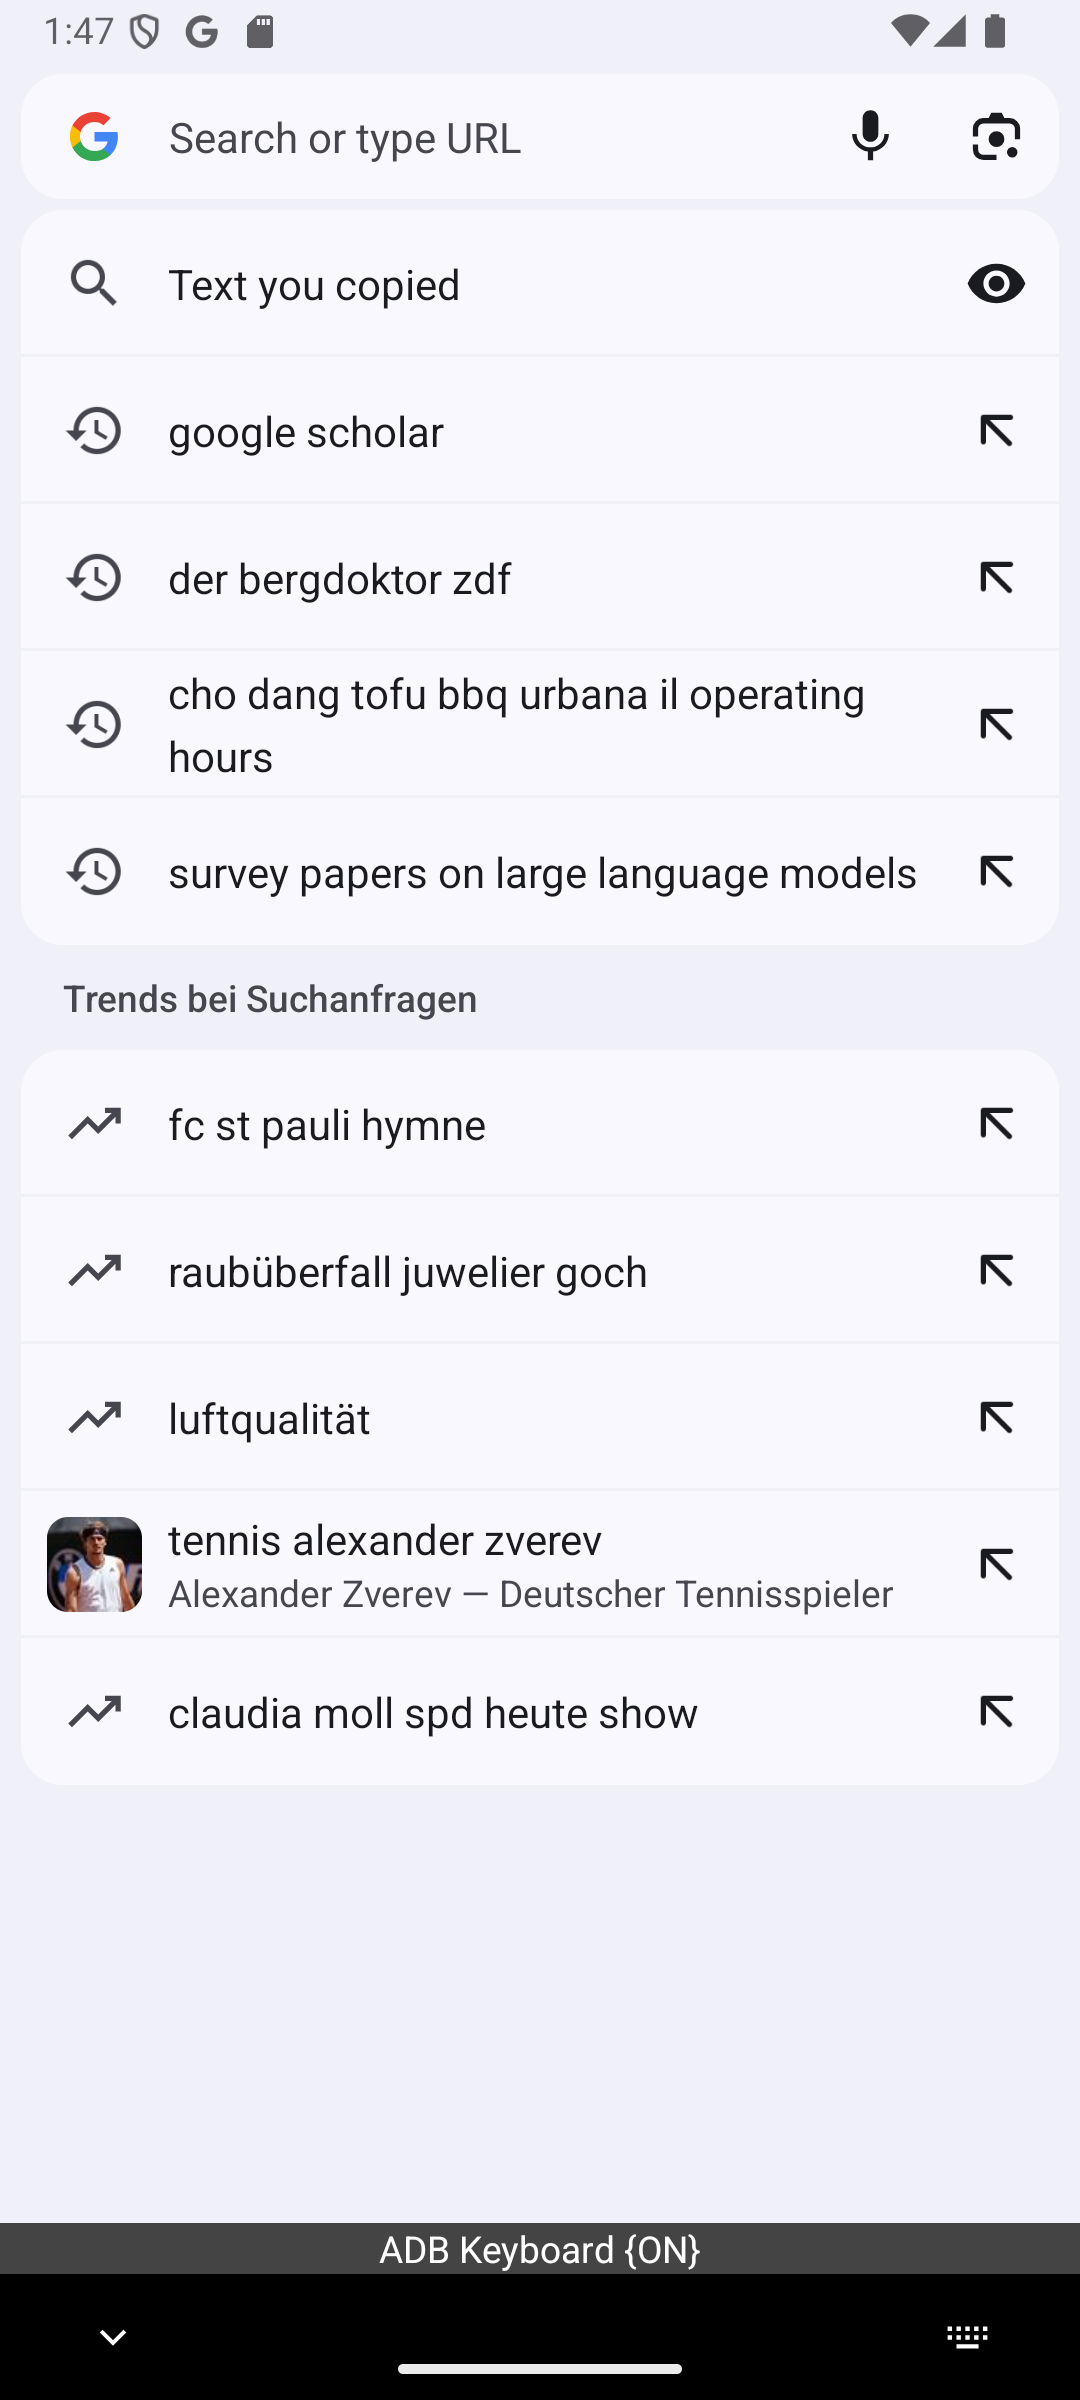 1:47
Search or type URL
Text you copied
google scholar
der bergdoktor zdf
cho dang tofu bbq urbana il operating
hours
survey papers on large language models
Trends bei Suchanfragen
fc st pauli hymne
raubüberfall juwelier goch
luftqualität
tennis alexander zverev
Alexander Zverev — Deutscher Tennisspieler
claudia moll spd heute show
ADB Keyboard {ON}